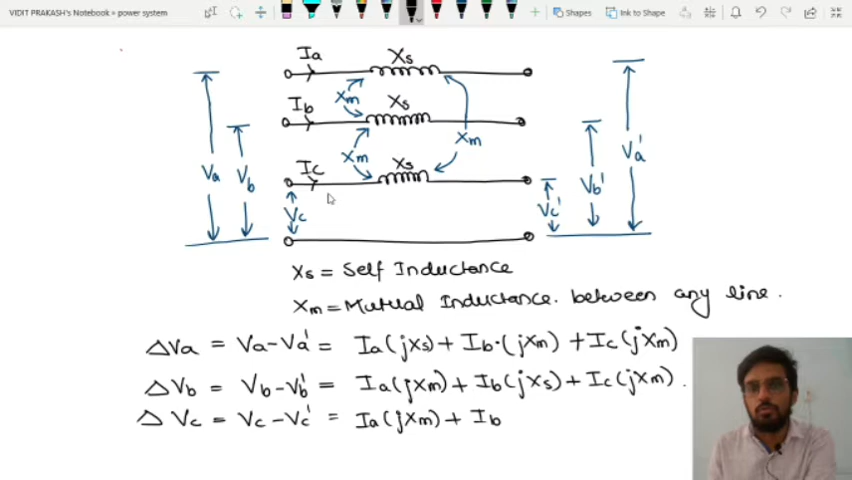 VIDIT PRAKASH's Notebook » power system
Shapes
Ink to Shape
Ia
Xs
Xm
Ib
Xs
Xm
Xm
Ic
Xs
Va
Vb
Vc
Vc'
Vb'
Va'
Xs = Self Inductance
Xm = Mutual Inductance. between any line.
ΔVa = Va-Va' = Ia(jXs) + Ib.(jXm) + Ic(jXm)
ΔVb = Vb-Vb' = Ia(jXm) + Ib(jXs) + Ic(jXm).
ΔVc = Vc-Vc' = Ia(jXm) + Ib